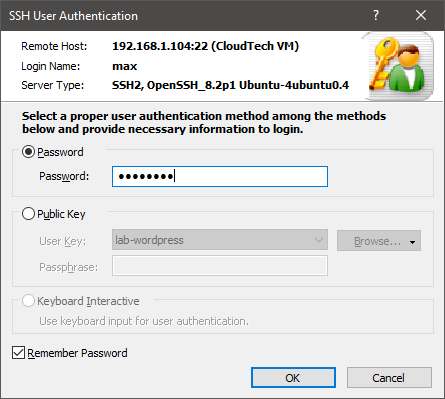 SSH User Authentication
Remote Host: 192.168.1.104:22 (CloudTech VM)
Login Name: max
Server Type: SSH2, OpenSSH_8.2p1 Ubuntu-4ubuntu0.4
Select a proper user authentication method among the methods
below and provide necessary information to login.
Password
Password: ••••••••
Public Key
User Key: lab-wordpress Browse...
Passphrase:
Keyboard Interactive
Use keyboard input for user authentication.
Remember Password
OK Cancel